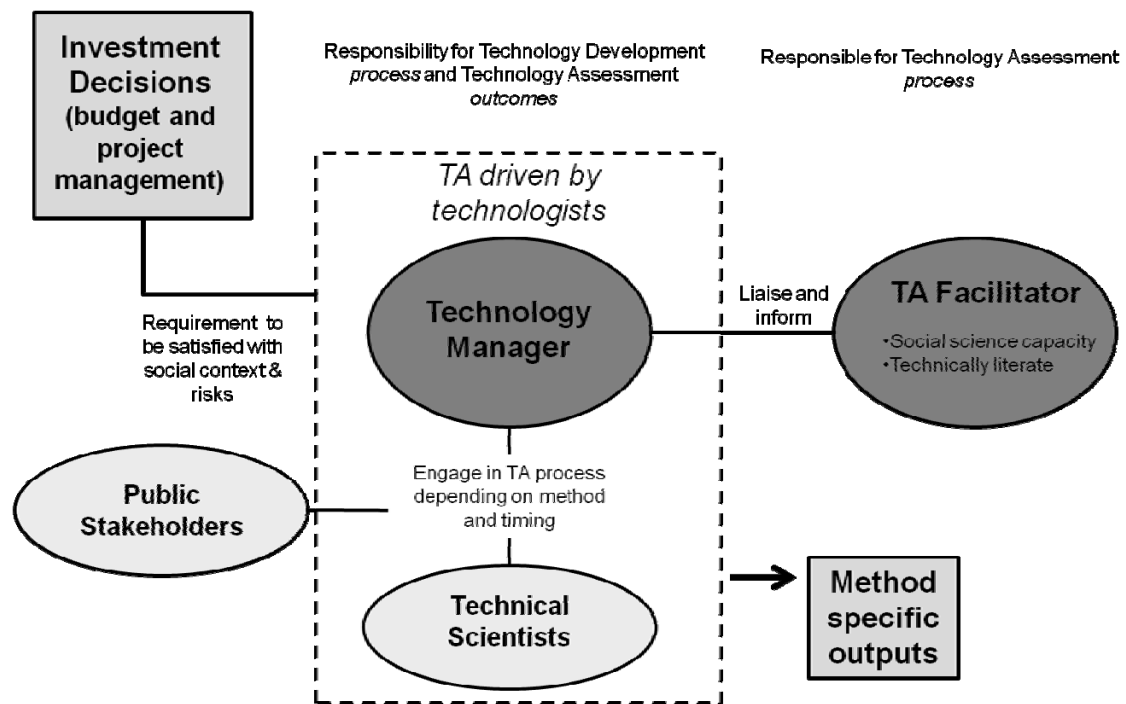 Investment
Decisions
(budget and
project
management)
Responsibility for Technology Development
process and Technology Assessment
outcomes
Responsible for Technology Assessment
process
TA driven by
technologists
Technology
Manager
Liaise and
inform
TA Facilitator
•Social science capacity
•Technically literate
Requirement to
be satisfied with
social context &
risks
Public
Stakeholders
Engage in TA process
depending on method
and timing
Technical
Scientists
Method
specific
outputs